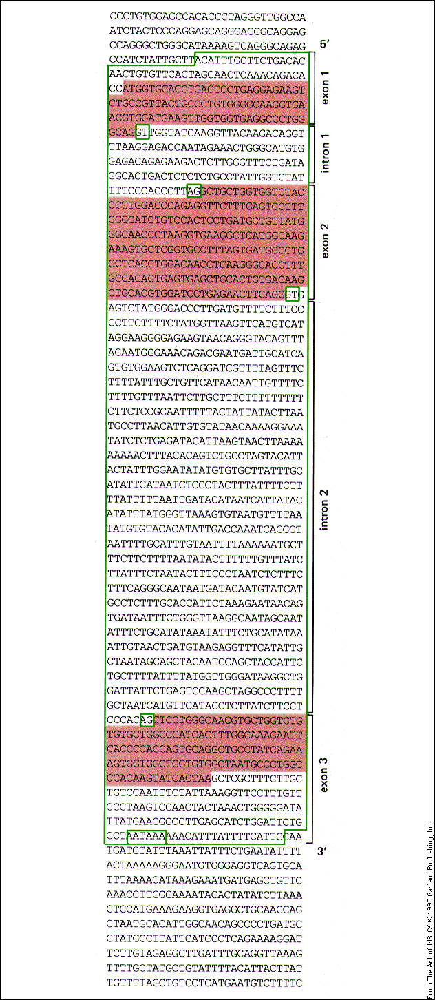 CCCTGTGGAGCCACACCCTAGGGTTGGCCA
ATCTACTCCCAGGAGCAGGGAGGGCAGGAG
CCAGGGCTGGGCATAAAAGTCAGGGCAGAG
5′
CCATCTATTGCTTACATTTGCTTCTGACAC
AACTGTGTTCACTAGCAACTCAAACAGACA
CCATGGTGCACCTGACTCCTGAGGAGAAGT
CTGCCGTTACTGCCCTGTGGGGCAAGGTGA
ACGTGGATGAAGTTGGTGGTGAGGCCCTGG
exon 1
GCAGGTTGGTATCAAGGTTACAAGACAGGT
TTAAGGAGACCAATAGAAACTGGGCATGTG
GAGACAGAGAAGACTCTTGGGTTTCTGATA
GGCACTGACTCTCTCTGCCTATTGGTCTAT
intron 1
TTTCCCACCCTTAGGCTGCTGGTGGTCTAC
CCTTGGACCCAGAGGTTCTTTGAGTCCTTT
GGGGATCTGTCCACTCCTGATGCTGTTATG
GGCAACCCTAAGGTGAAGGCTCATGGCAAG
AAAGTGCTCGGTGCCTTTAGTGATGGCCTG
GCTCACCTGGACAACCTCAAGGGCACCTTT
GCCACACTGAGTGAGCTGCACTGTGACAAG
CTGCACGTGGATCCTGAGAACTTCAGGGTG
exon 2
AGTCTATGGGACCCTTGATGTTTTCTTTCC
CCTTCTTTTCTATGGTTAAGTTCATGTCAT
AGGAAGGGGAGAAGTAACAGGGTACAGTTT
AGAATGGGAAACAGACGAATGATTGCATCA
GTGTGGAAGTCTCAGGATCGTTTTAGTTTC
TTTTATTTGCTGTTCATAACAATTGTTTTC
TTTTGTTTAATTCTTGCTTTCTTTTTTTTT
CTTCTCCGCAATTTTTACTATTATACTTAA
TGCCTTAACATTGTGTATAACAAAAGGAAA
TATCTCTGAGATACATTAAGTAACTTAAAA
AAAAACTTTACACAGTCTGCCTAGTACATT
ACTATTTGGAATATATGTGTGCTTATTTGC
ATATTCATAATCTCCCTACTTTATTTTCTT
TTATTTTTAATTGATACATAATCATTATAC
ATATTTATGGGTTAAAGTGTAATGTTTTAA
TATGTGTACACATATTGACCAAATCAGGGT
AATTTTGCATTTGTAATTTTAAAAAATGCT
TTCTTCTTTTAATATACTTTTTTGTTTATC
TTATTTCTAATACTTTCCCTAATCTCTTTC
TTTCAGGGCAATAATGATACAATGTATCAT
GCCTCTTTGCACCATTCTAAAGAATAACAG
TGATAATTTCTGGGTTAAGGCAATAGCAAT
ATTTCTGCATATAAATATTTCTGCATATAA
ATTGTAACTGATGTAAGAGGTTTCATATTG
CTAATAGCAGCTACAATCCAGCTACCATTC
TGCTTTTATTTTATGGTTGGGATAAGGCTG
GATTATTCTGAGTCCAAGCTAGGCCCTTTT
GCTAATCATGTTCATACCTCTTATCTTCCT
intron 2
CCCACAGCTCCTGGGCAACGTGCTGGTCTG
TGTGCTGGCCCATCACTTTGGCAAAGAATT
CACCCCACCAGTGCAGGCTGCCTATCAGAA
AGTGGTGGCTGGTGTGGCTAATGCCCTGGC
CCACAAGTATCACTAAGCTCGCTTTCTTGC
TGTCCAATTTCTATTAAAGGTTCCTTTGTT
CCCTAAGTCCAACTACTAAACTGGGGGATA
TTATGAAGGGCCTTGAGCATCTGGATTCTG
CCTAATAAAAAACATTTATTTTCATTGCAA
exon 3
3′
TGATGTATTTAAATTATTTCTGAATATTTT
ACTAAAAAGGGAATGTGGGAGGTCAGTGCA
TTTAAAACATAAAGAAATGATGAGCTGTTC
AAACCTTGGGAAAATACACTATATCTTAAA
CTCCATGAAAGAAGGTGAGGCTGCAACCAG
CTAATGCACATTGGCAACAGCCCCTGATGC
CTATGCCTTATTCATCCCTCAGAAAAGGAT
TCTTGTAGAGGCTTGATTTGCAGGTTAAAG
TTTTGCTATGCTGTATTTTACATTACTTAT
TGTTTTAGCTGTCCTCATGAATGTCTTTTC
From The Art of MBoC³ © 1995 Garland Publishing, Inc.